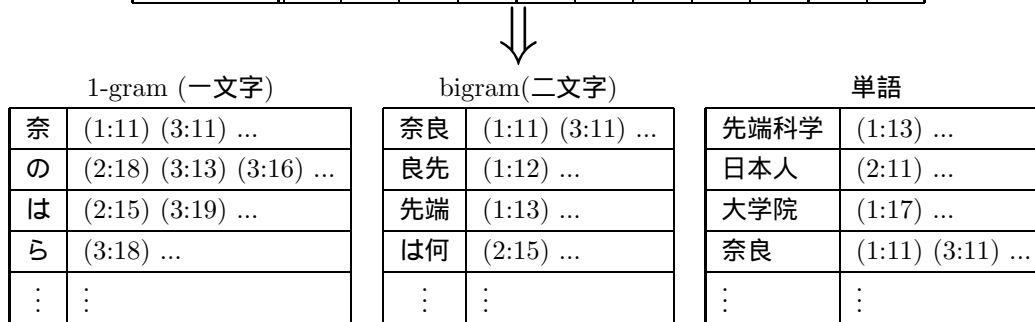 1-gram (一文字) bigram(二文字) 単語
奈 (1:11) (3:11) ... 奈良 (1:11) (3:11) ... 先端科学 (1:13) ...
の (2:18) (3:13) (3:16) ... 良先 (1:12) ... 日本人 (2:11) ...
は (2:15) (3:19) ... 先端 (1:13) ... 大学院 (1:17) ...
ら (3:18) ... は何 (2:15) ... 奈良 (1:11) (3:11) ...
⋮ ⋮ ⋮ ⋮ ⋮ ⋮